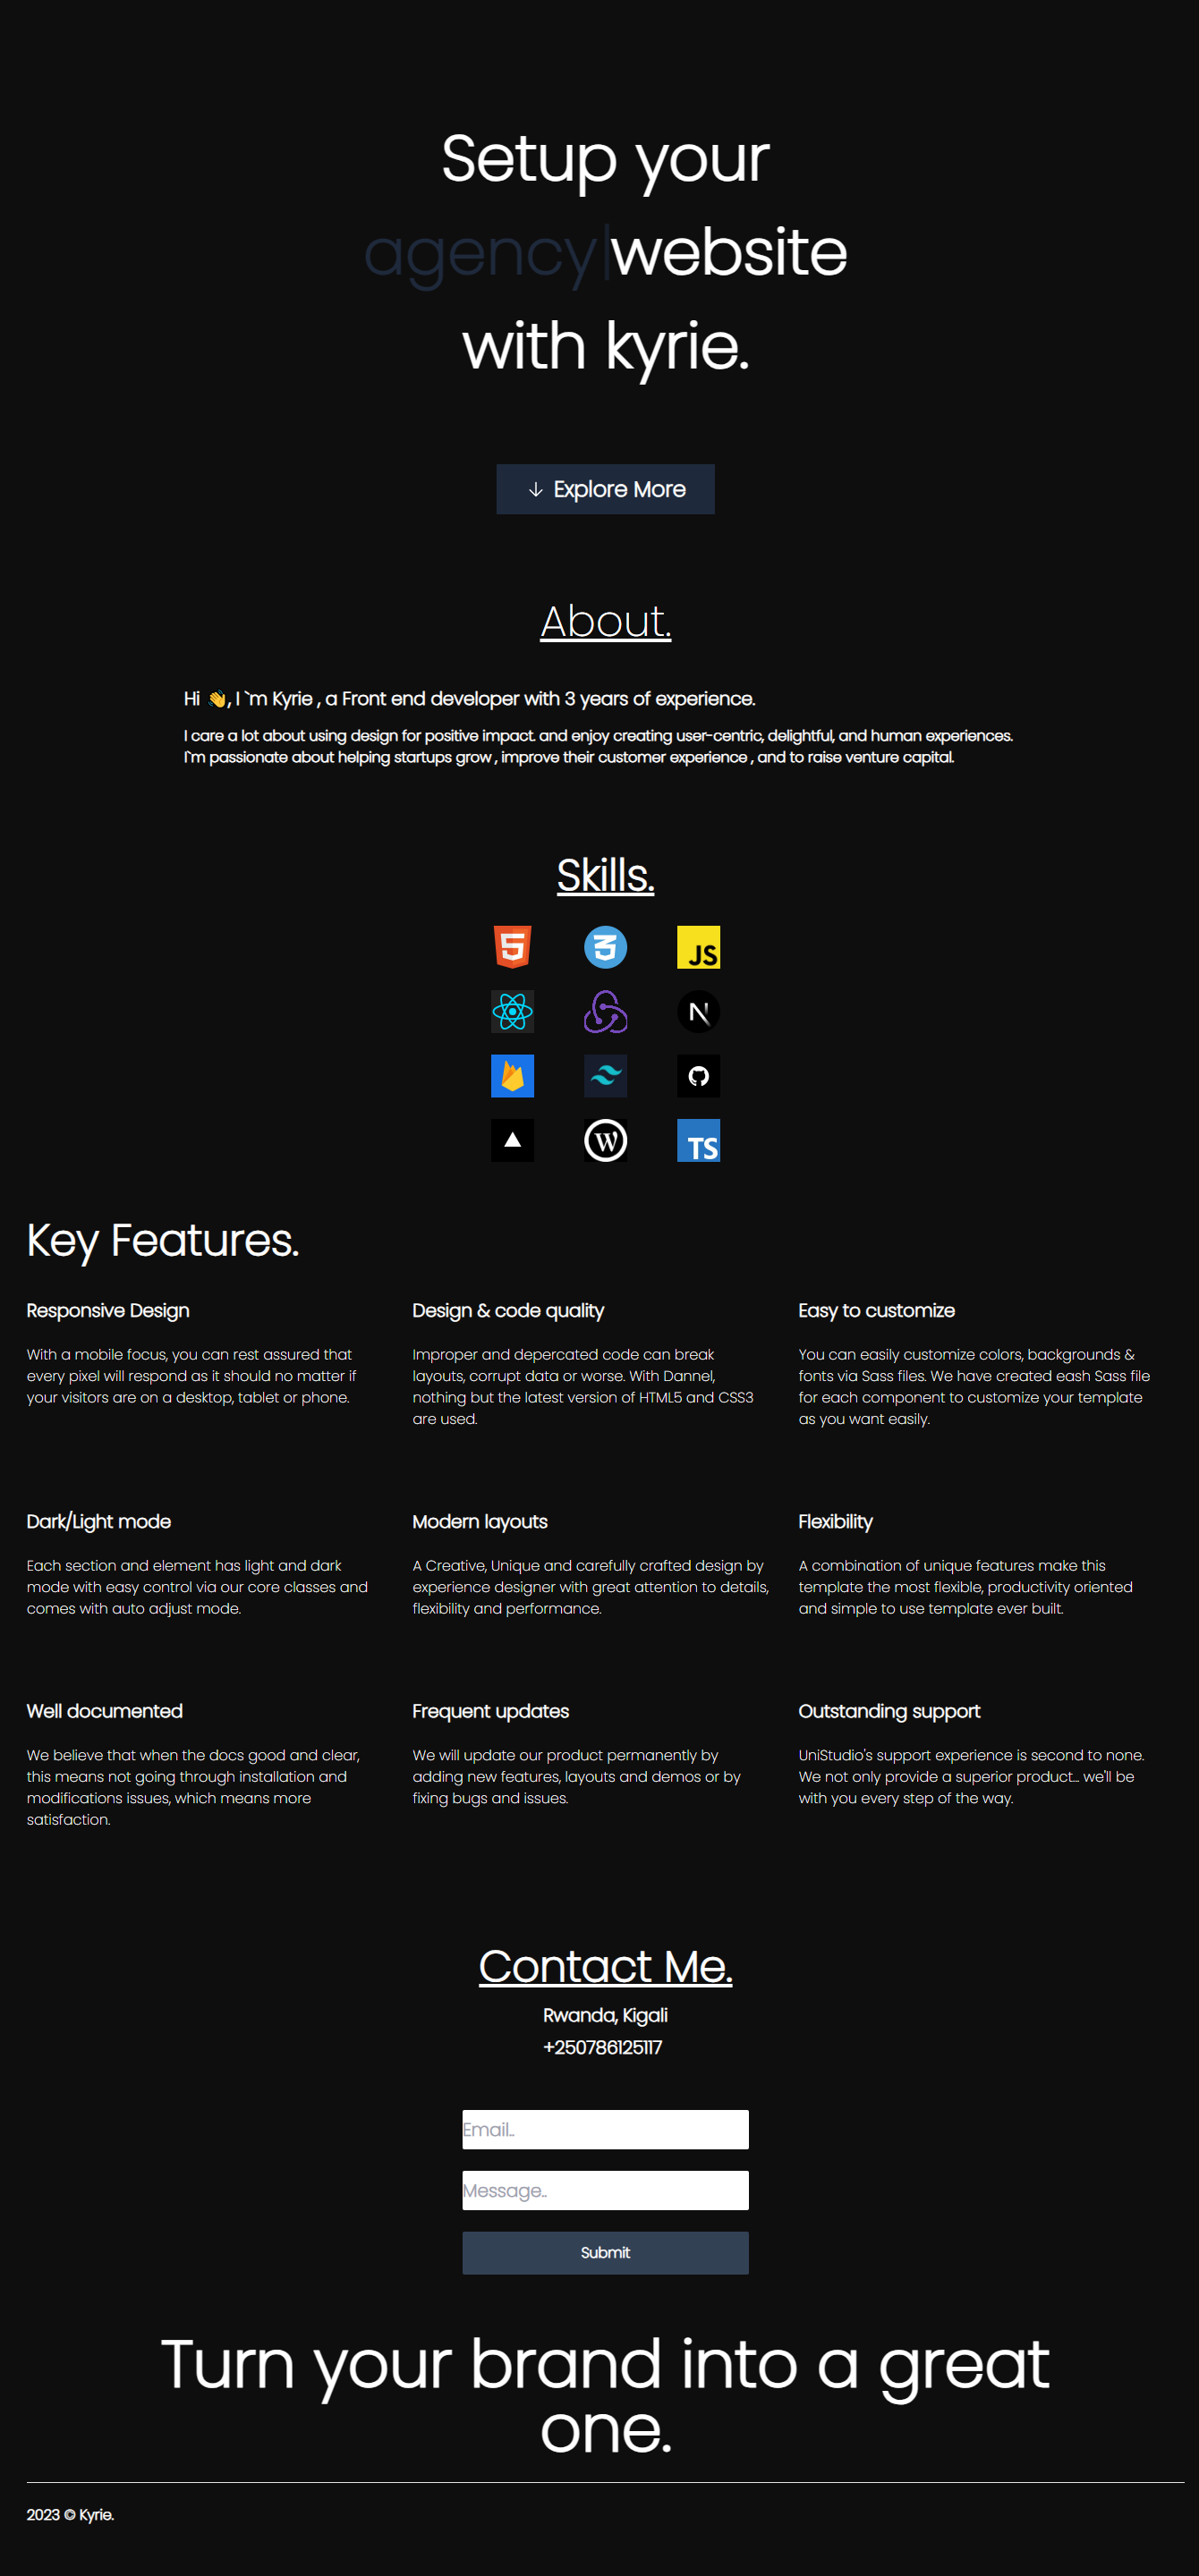 Setup your
agency|website
with kyrie.
Explore More
About.
Hi 👋, I `m Kyrie , a Front end developer with 3 years of experience.
I care a lot about using design for positive impact. and enjoy creating user-centric, delightful, and human experiences.
I`m passionate about helping startups grow , improve their customer experience , and to raise venture capital.
Skills.
JS
N
W
TS
Key Features.
Responsive Design
With a mobile focus, you can rest assured that
every pixel will respond as it should no matter if
your visitors are on a desktop, tablet or phone.
Design & code quality
Improper and depercated code can break
layouts, corrupt data or worse. With Dannel,
nothing but the latest version of HTML5 and CSS3
are used.
Easy to customize
You can easily customize colors, backgrounds &
fonts via Sass files. We have created eash Sass file
for each component to customize your template
as you want easily.
Dark/Light mode
Each section and element has light and dark
mode with easy control via our core classes and
comes with auto adjust mode.
Modern layouts
A Creative, Unique and carefully crafted design by
experience designer with great attention to details,
flexibility and performance.
Flexibility
A combination of unique features make this
template the most flexible, productivity oriented
and simple to use template ever built.
Well documented
We believe that when the docs good and clear,
this means not going through installation and
modifications issues, which means more
satisfaction.
Frequent updates
We will update our product permanently by
adding new features, layouts and demos or by
fixing bugs and issues.
Outstanding support
UniStudio's support experience is second to none.
We not only provide a superior product... we'll be
with you every step of the way.
Contact Me.
Rwanda, Kigali
+250786125117
Email..
Message..
Submit
Turn your brand into a great
one.
2023 © Kyrie.